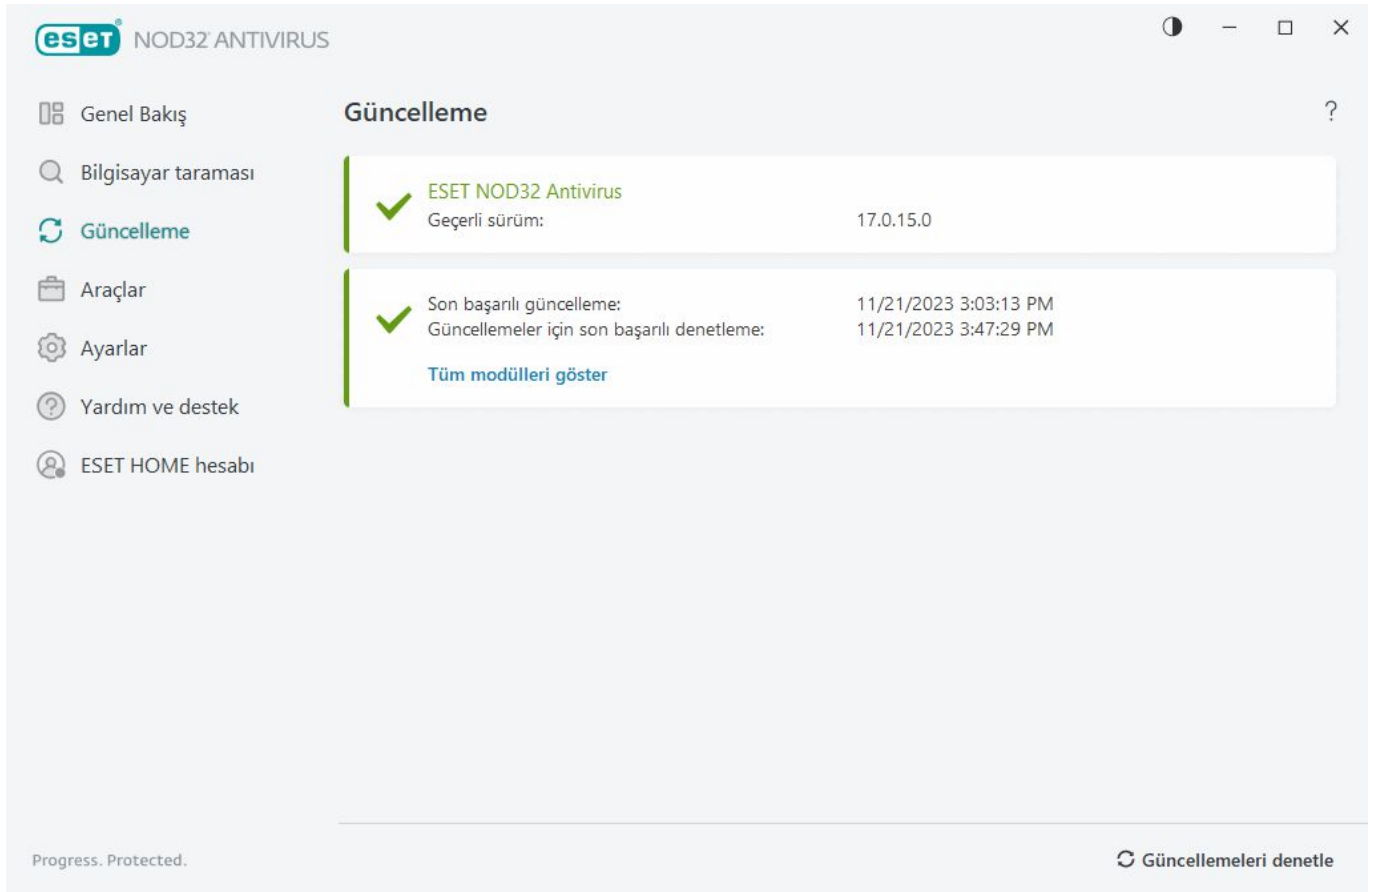 eset NOD32 ANTIVIRUS
Genel Bakış
Bilgisayar taraması
Güncelleme
Araçlar
Ayarlar
Yardım ve destek
ESET HOME hesabı
Güncelleme
?
ESET NOD32 Antivirus
Geçerli sürüm: 17.0.15.0
Son başarılı güncelleme: 11/21/2023 3:03:13 PM
Güncellemeler için son başarılı denetleme: 11/21/2023 3:47:29 PM
Tüm modülleri göster
Progress. Protected.
Güncellemeleri denetle